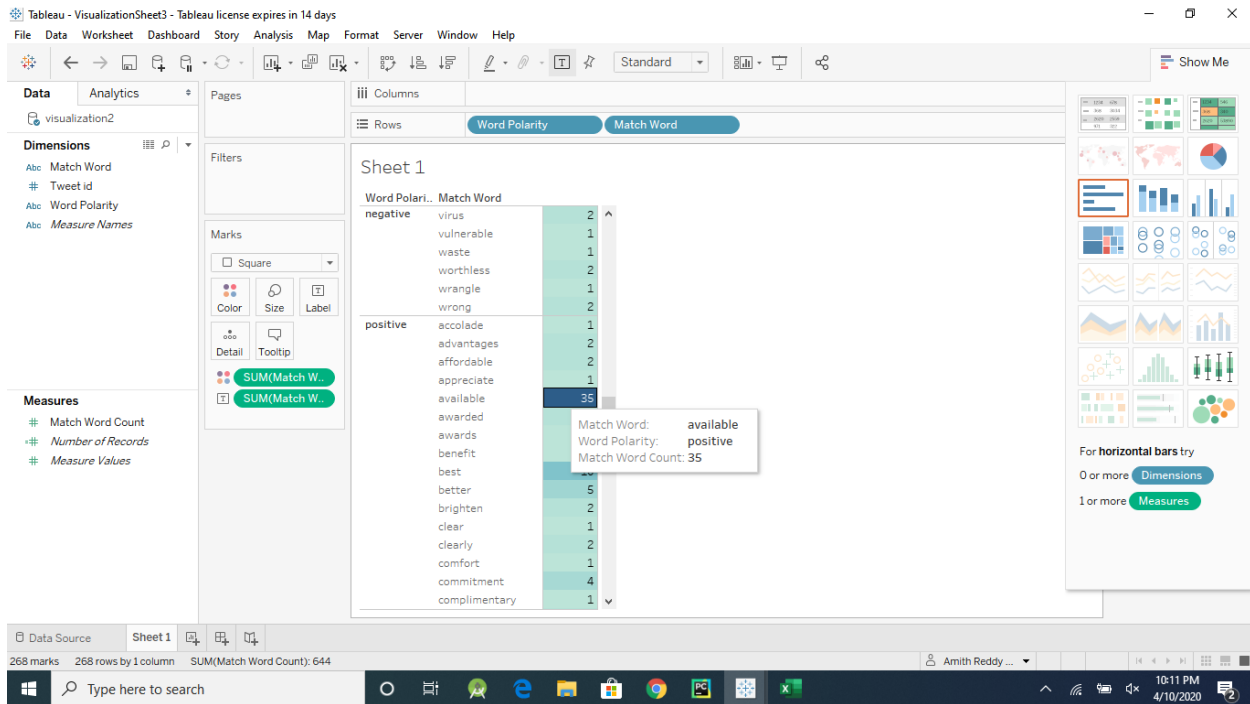 Tableau - VisualizationSheet3 - Tableau license expires in 14 days
File Data Worksheet Dashboard Story Analysis Map Format Server Window Help
Standard
Show Me
Data Analytics
visualization2
Dimensions
Abc Match Word
# Tweet id
Abc Word Polarity
Abc Measure Names
Measures
# Match Word Count
=# Number of Records
# Measure Values
Pages
Filters
Marks
Square
Color Size Label
Detail Tooltip
SUM(Match W..
SUM(Match W..
Columns
Rows Word Polarity Match Word
Sheet 1
Word Polari.. Match Word
negative virus 2
vulnerable 1
waste 1
worthless 2
wrangle 1
wrong 2
positive accolade 1
advantages 2
affordable 2
appreciate 1
available 35
awarded
awards
benefit
best
better 5
brighten 2
clear 1
clearly 2
comfort 1
commitment 4
complimentary 1
Match Word: available
Word Polarity: positive
Match Word Count: 35
For horizontal bars try
0 or more Dimensions
1 or more Measures
Data Source Sheet 1
268 marks 268 rows by 1 column SUM(Match Word Count): 644
Amith Reddy ...
Type here to search
10:11 PM
4/10/2020
2